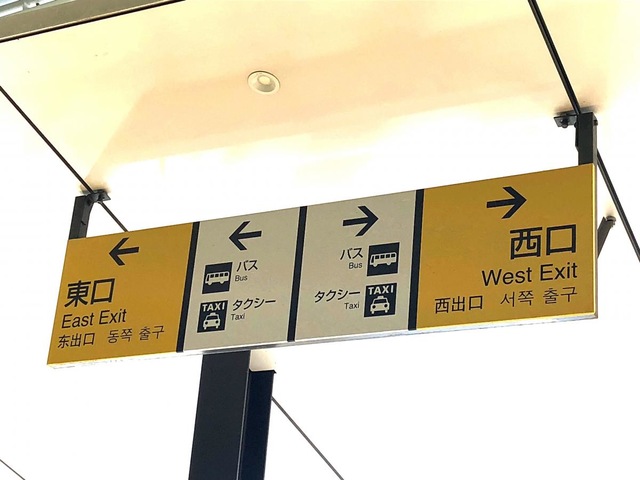 東口
East Exit
东出口 동쪽 출구
バス
Bus
TAXI
タクシー
Taxi
バス
Bus
タクシー
Taxi
TAXI
西口
West Exit
西出口 서쪽 출구